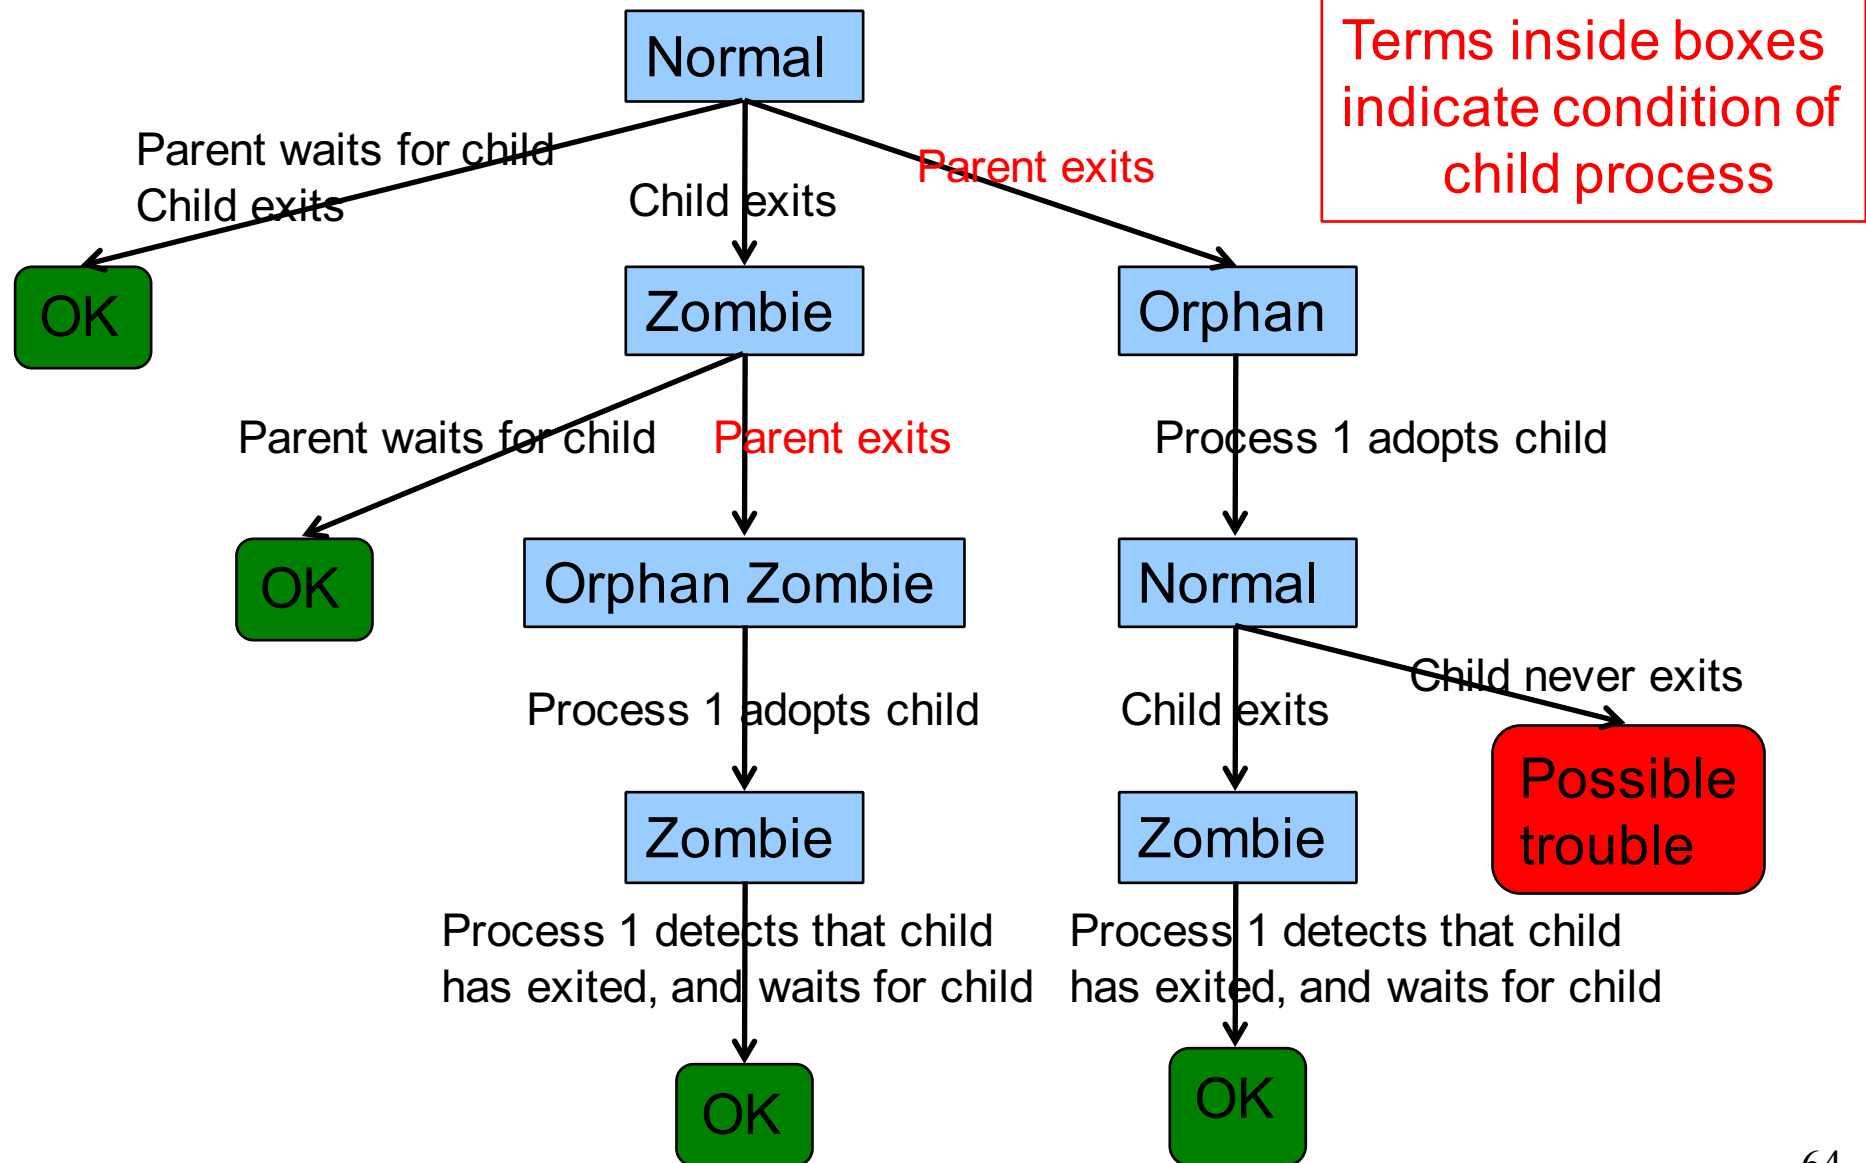 Normal
Terms inside boxes
indicate condition of
child process
Parent waits for child
Child exits
Child exits
Parent exits
OK
Zombie
Orphan
Parent waits for child
Parent exits
Process 1 adopts child
OK
Orphan Zombie
Normal
Process 1 adopts child
Child exits
Child never exits
Zombie
Zombie
Possible
trouble
Process 1 detects that child
has exited, and waits for child
Process 1 detects that child
has exited, and waits for child
OK
OK
64